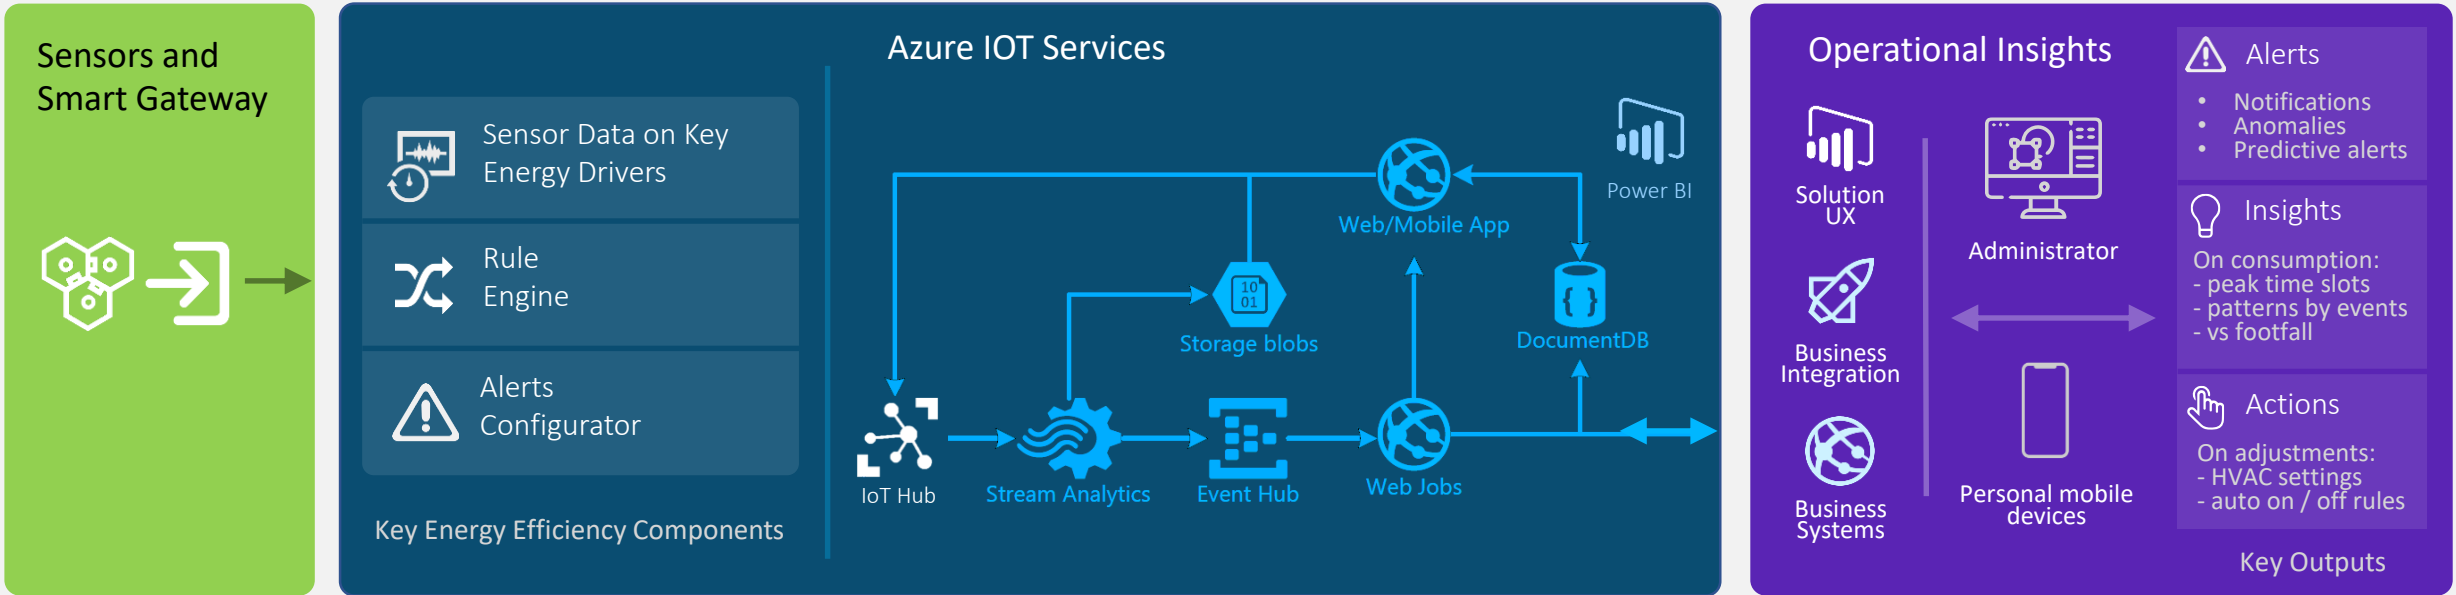 Sensors and
Smart Gateway
Azure IOT Services
Sensor Data on Key
Energy Drivers
Rule
Engine
Alerts
Configurator
Key Energy Efficiency Components
Power BI
Web/Mobile App
10
01
Storage blobs
{ }
DocumentDB
IoT Hub
Stream Analytics
Event Hub
Web Jobs
Operational Insights
Solution
UX
Business
Integration
Business
Systems
Administrator
Personal mobile
devices
Alerts
• Notifications
• Anomalies
• Predictive alerts
Insights
On consumption:
- peak time slots
- patterns by events
- vs footfall
Actions
On adjustments:
- HVAC settings
- auto on / off rules
Key Outputs